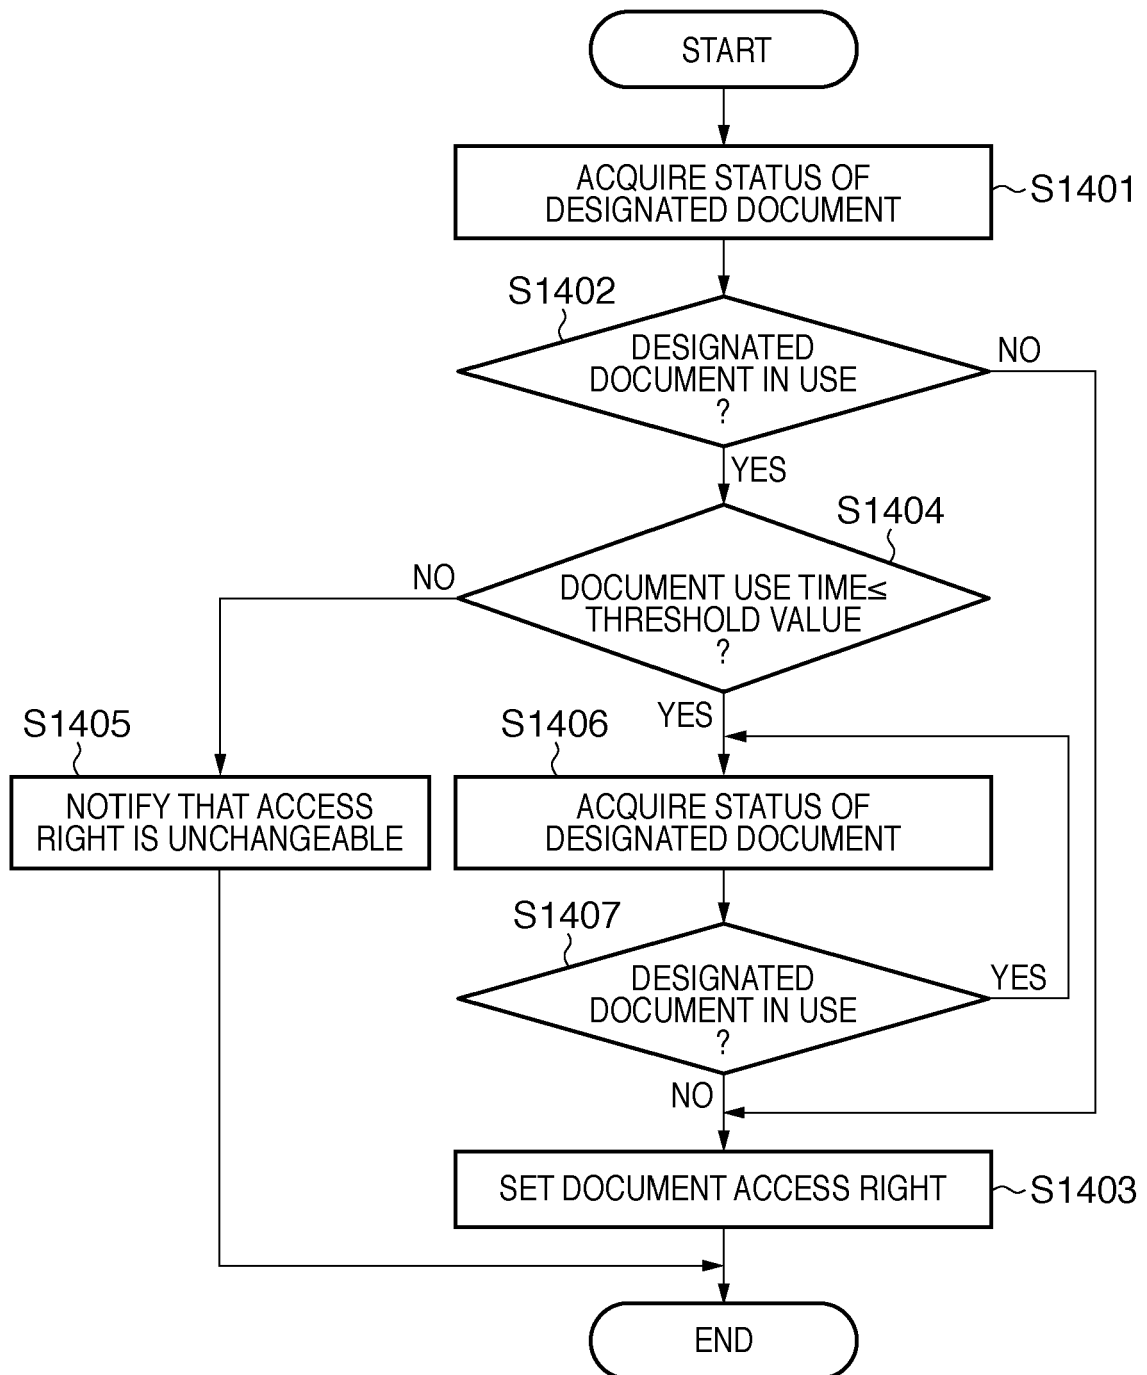 START
ACQUIRE STATUS OF
DESIGNATED DOCUMENT
S1401
S1402
DESIGNATED
DOCUMENT IN USE
?
NO
YES
S1404
DOCUMENT USE TIME≤
THRESHOLD VALUE
?
NO
YES
S1405
NOTIFY THAT ACCESS
RIGHT IS UNCHANGEABLE
S1406
ACQUIRE STATUS OF
DESIGNATED DOCUMENT
S1407
DESIGNATED
DOCUMENT IN USE
?
YES
NO
SET DOCUMENT ACCESS RIGHT
S1403
END